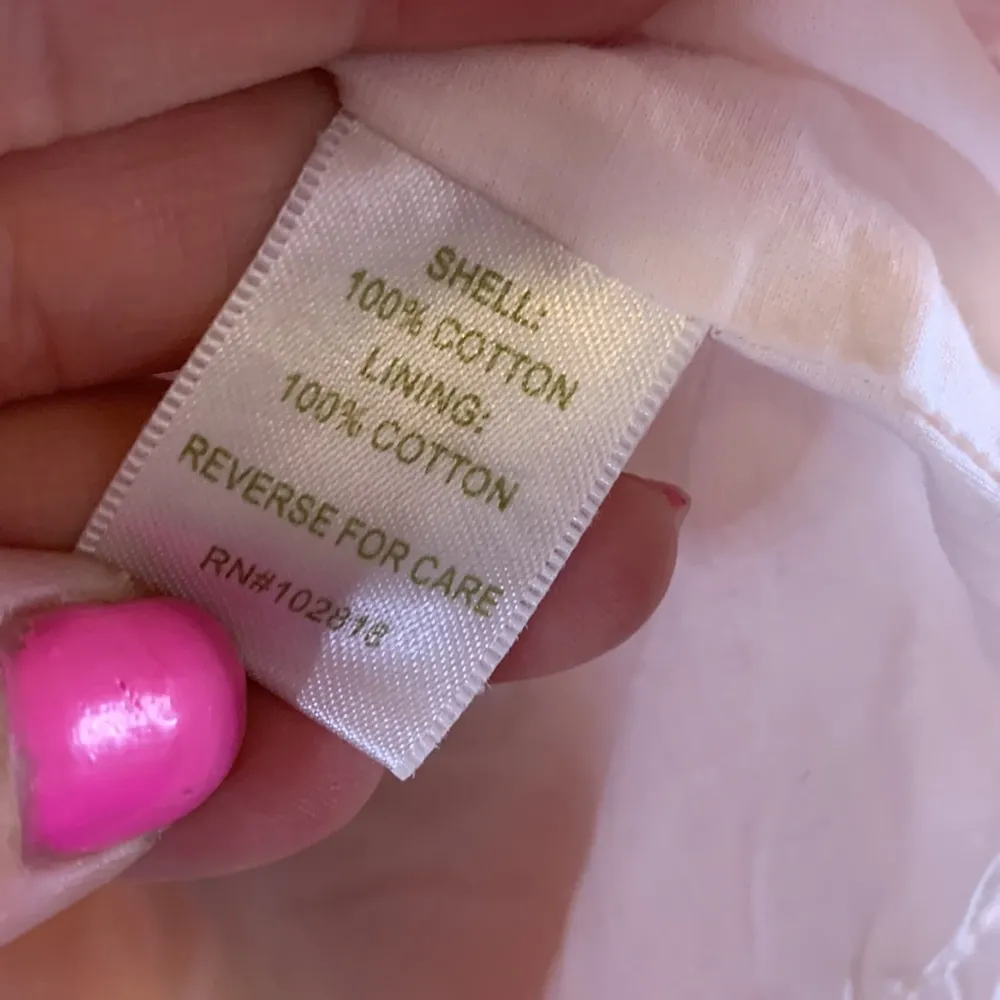 SHELL:
100% COTTON
LINING:
100% COTTON
REVERSE FOR CARE
RN#102818